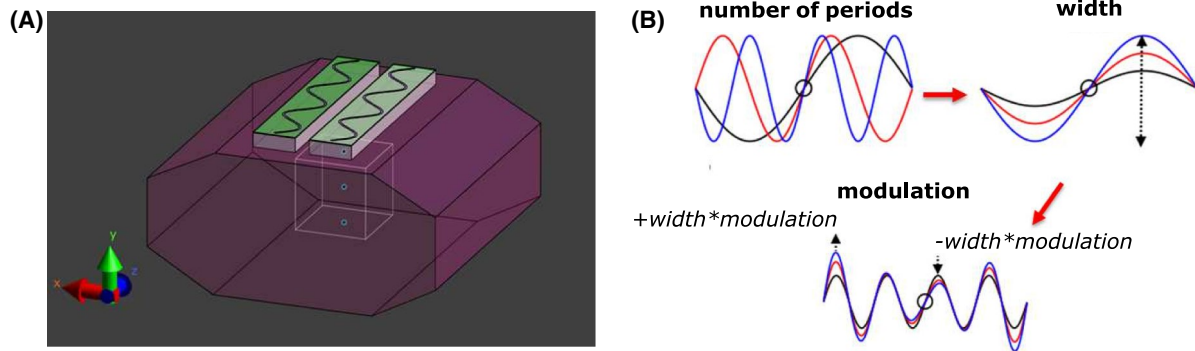 (A)
y
x
z
(B)
number of periods
width
modulation
+width*modulation
-width*modulation